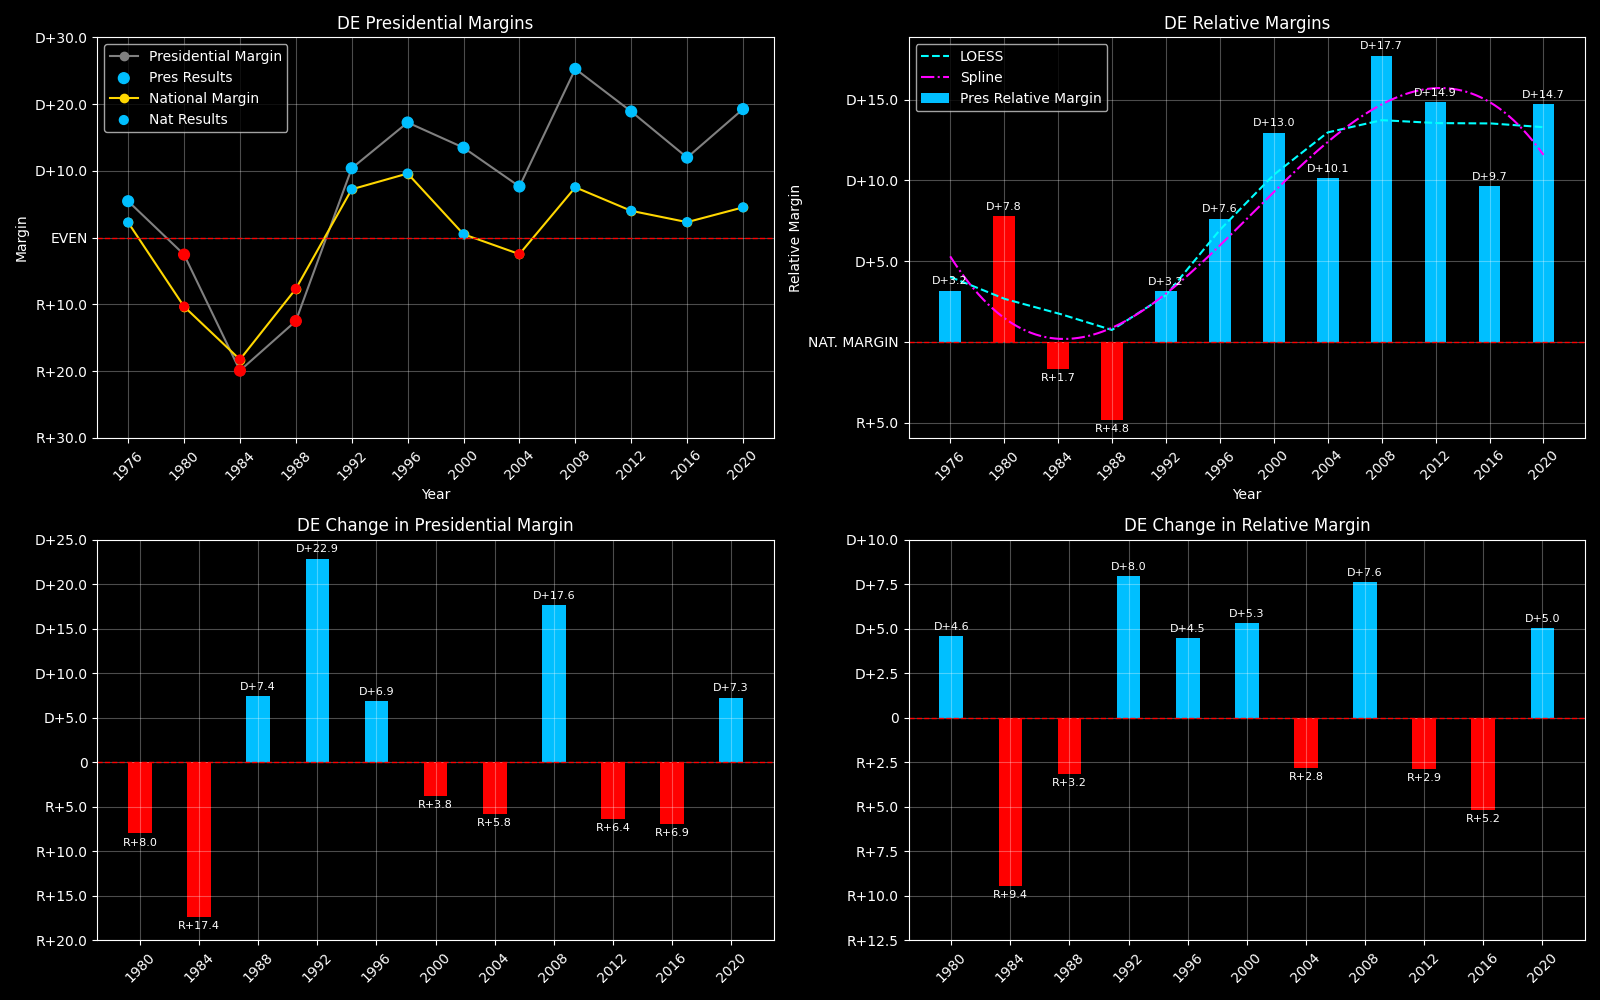 DE Presidential Margins
D+30.0
D+20.0
D+10.0
EVEN
R+10.0
R+20.0
R+30.0
Margin
Presidential Margin
Pres Results
National Margin
Nat Results
1976 1980 1984 1988 1992 1996 2000 2004 2008 2012 2016 2020
Year
DE Relative Margins
D+15.0
D+10.0
D+5.0
NAT. MARGIN
R+5.0
Relative Margin
LOESS
Spline
Pres Relative Margin
D+3.2
D+7.8
R+1.7
R+4.8
D+3.2
D+7.6
D+13.0
D+10.1
D+17.7
D+14.9
D+9.7
D+14.7
1976 1980 1984 1988 1992 1996 2000 2004 2008 2012 2016 2020
Year
DE Change in Presidential Margin
D+25.0
D+20.0
D+15.0
D+10.0
D+5.0
0
R+5.0
R+10.0
R+15.0
R+20.0
R+8.0
R+17.4
D+7.4
D+22.9
D+6.9
R+3.8
R+5.8
D+17.6
R+6.4
R+6.9
D+7.3
1980 1984 1988 1992 1996 2000 2004 2008 2012 2016 2020
DE Change in Relative Margin
D+10.0
D+7.5
D+5.0
D+2.5
0
R+2.5
R+5.0
R+7.5
R+10.0
R+12.5
D+4.6
R+9.4
R+3.2
D+8.0
D+4.5
D+5.3
R+2.8
D+7.6
R+2.9
R+5.2
D+5.0
1980 1984 1988 1992 1996 2000 2004 2008 2012 2016 2020